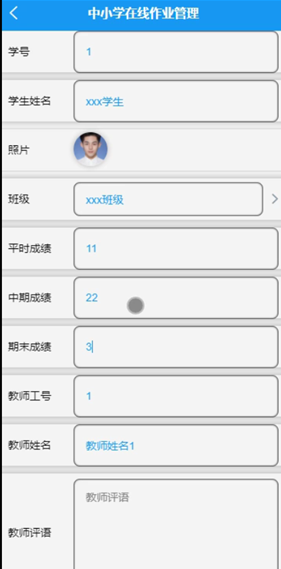 中小学在线作业管理
学号
1
学生姓名
xxx学生
照片
班级
xxx班级
平时成绩
11
中期成绩
22
期末成绩
3
教师工号
1
教师姓名
教师姓名1
教师评语
教师评语